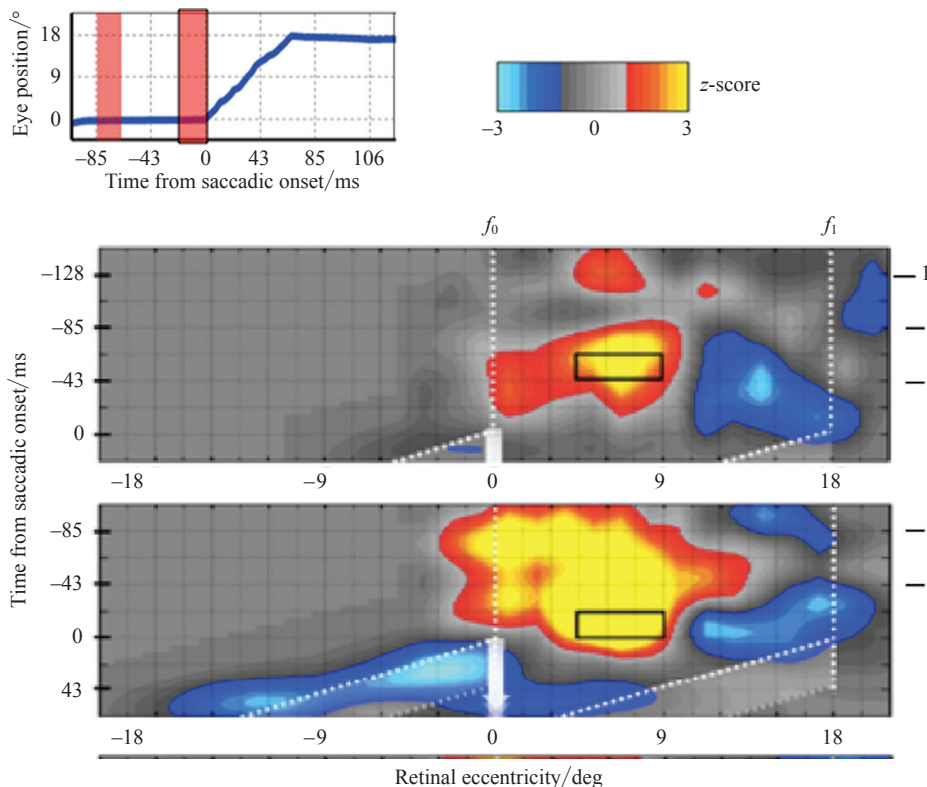 Eye position/°
18
9
0
−85 −43 0 43 85 106
Time from saccadic onset/ms
z-score
−3 0 3
f0 f1
Time from saccadic onset/ms
−128
−85
−43
0
−18 −9 0 9 18
−85
−43
0
43
−18 −9 0 9 18
Retinal eccentricity/deg